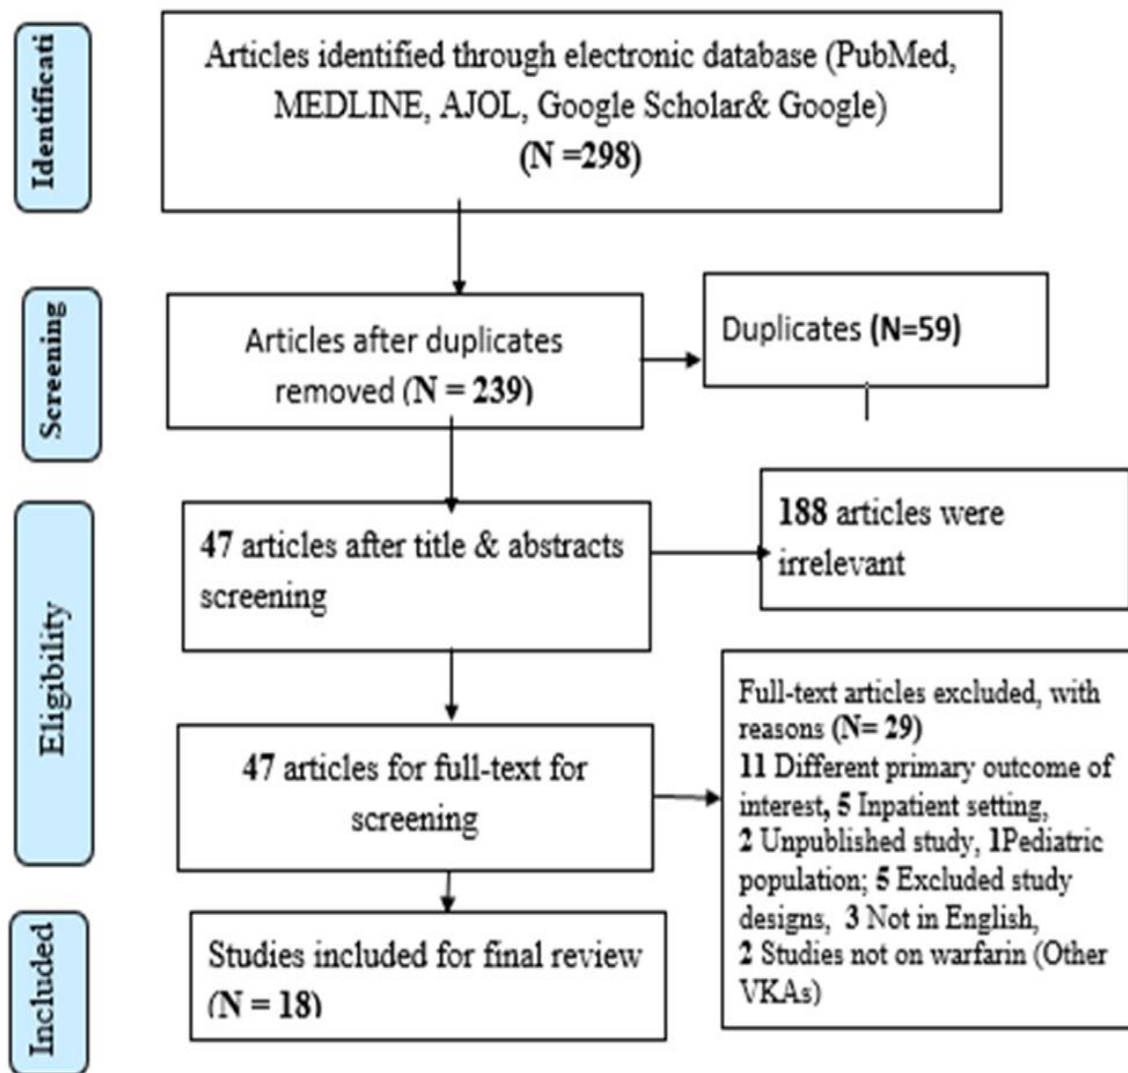 Identificati
Articles identified through electronic database (PubMed,
MEDLINE, AJOL, Google Scholar& Google)
(N =298)
Screening
Articles after duplicates
removed (N = 239)
Duplicates (N=59)
Eligibility
47 articles after title & abstracts
screening
188 articles were
irrelevant
47 articles for full-text for
screening
Full-text articles excluded, with
reasons (N= 29)
11 Different primary outcome of
interest, 5 Inpatient setting,
2 Unpublished study, 1Pediatric
population; 5 Excluded study
designs, 3 Not in English,
2 Studies not on warfarin (Other
VKAs)
Included
Studies included for final review
(N = 18)